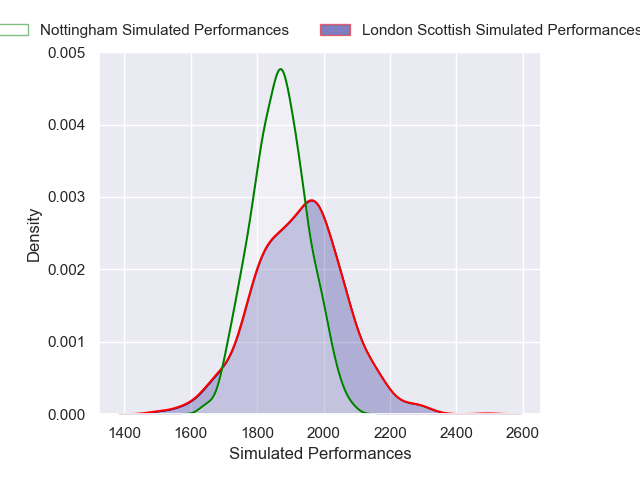 Nottingham Simulated Performances London Scottish Simulated Performances
0.005
0.004
0.003
0.002
0.001
0.000
Density
1400 1600 1800 2000 2200 2400 2600
Simulated Performances